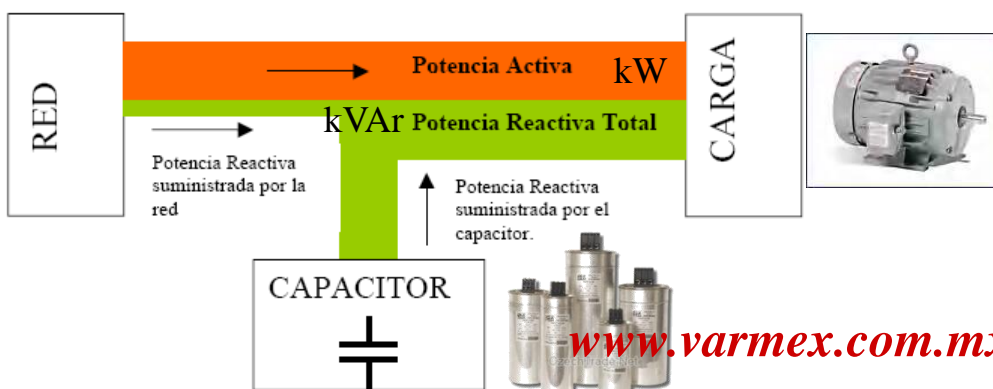 RED
Potencia Activa kW
CARGA
kVAr Potencia Reactiva Total
Potencia Reactiva
suministrada por la
red
Potencia Reactiva
suministrada por el
capacitor.
CAPACITOR
www.varmex.com.mx